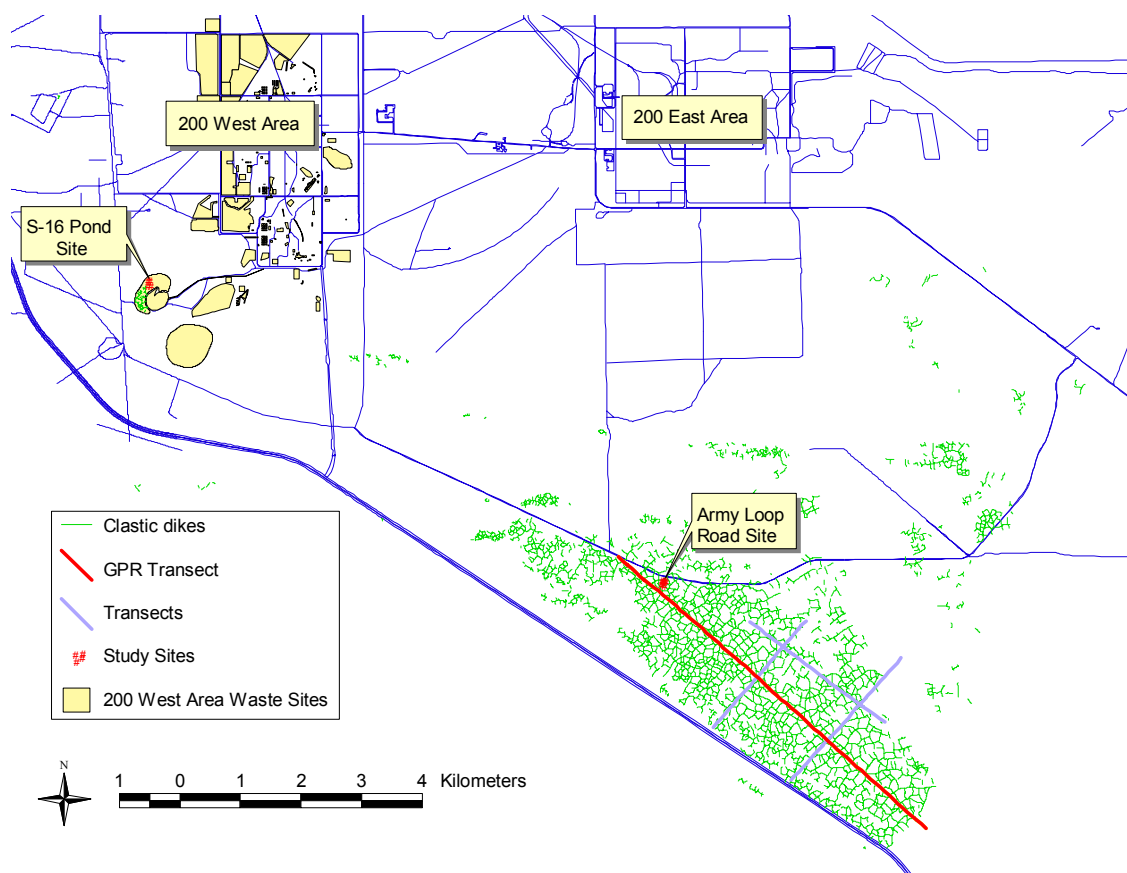 200 West Area
200 East Area
S-16 Pond
Site
Army Loop
Road Site
Clastic dikes
GPR Transect
Transects
Study Sites
200 West Area Waste Sites
N
1 0 1 2 3 4 Kilometers